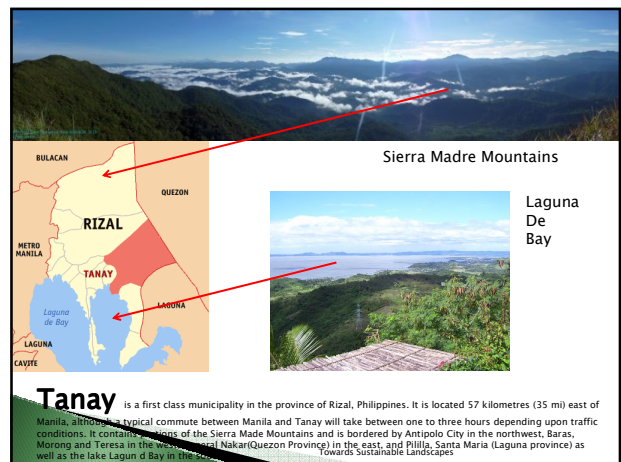 Sierra Madre Mountains
BULACAN
QUEZON
RIZAL
METRO
MANILA
TANAY
LAGUNA
Laguna
de Bay
LAGUNA
CAVITE
Laguna
De
Bay
Tanay is a first class municipality in the province of Rizal, Philippines. It is located 57 kilometres (35 mi) east of
Manila, although a typical commute between Manila and Tanay will take between one to three hours depending upon traffic
conditions. It contains portions of the Sierra Made Mountains and is bordered by Antipolo City in the northwest, Baras,
Morong and Teresa in the Nakar(Quezon Province) in the east, and Pililla, Santa Maria (Laguna province) as
well as the lake Lagun d Bay in the
Towards Sustainable Landscapes